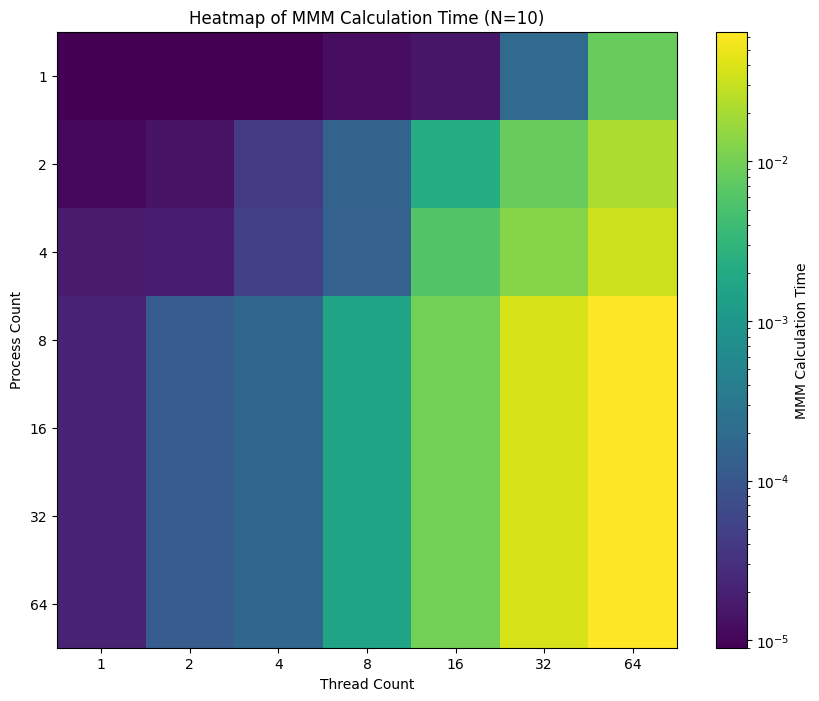 Heatmap of MMM Calculation Time (N=10)
Process Count
1
2
4
8
16
32
64
1 2 4 8 16 32 64
Thread Count
10⁻²
10⁻³
10⁻⁴
10⁻⁵
MMM Calculation Time